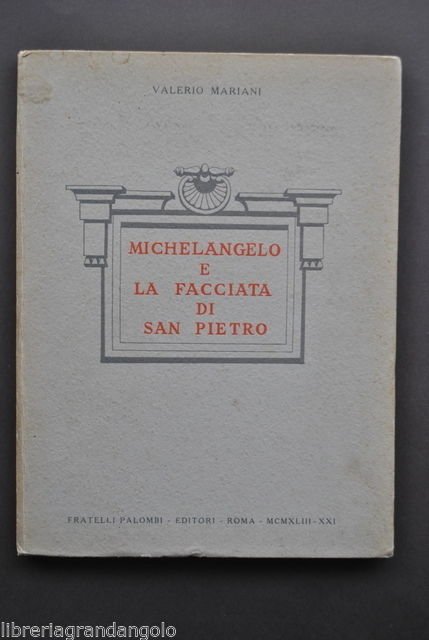 VALERIO MARIANI
MICHELANGELO
E
LA FACCIATA
DI
SAN PIETRO
FRATELLI PALOMBI - EDITORI - ROMA - MCMXLIII-XXI
libreriagrandangolo